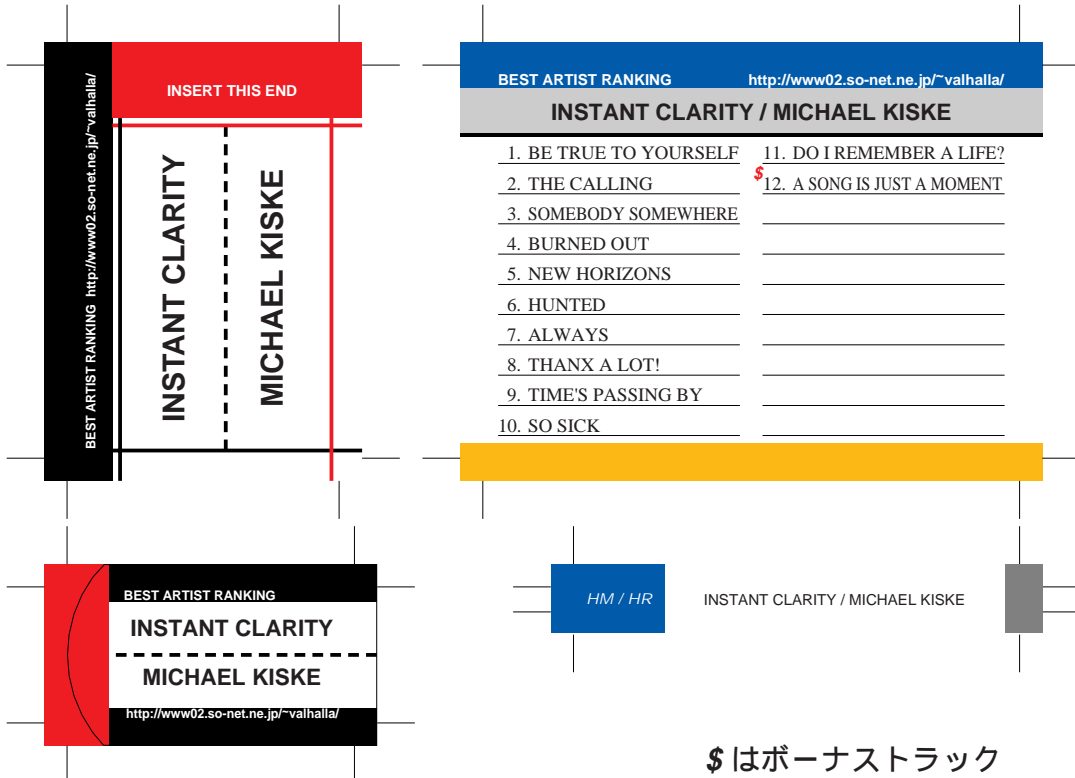 INSERT THIS END
BEST ARTIST RANKING http://www02.so-net.ne.jp/~valhalla/
INSTANT CLARITY
MICHAEL KISKE
BEST ARTIST RANKING http://www02.so-net.ne.jp/~valhalla/
INSTANT CLARITY / MICHAEL KISKE
1. BE TRUE TO YOURSELF
2. THE CALLING
3. SOMEBODY SOMEWHERE
4. BURNED OUT
5. NEW HORIZONS
6. HUNTED
7. ALWAYS
8. THANX A LOT!
9. TIME'S PASSING BY
10. SO SICK
11. DO I REMEMBER A LIFE?
$12. A SONG IS JUST A MOMENT
BEST ARTIST RANKING
INSTANT CLARITY
MICHAEL KISKE
http://www02.so-net.ne.jp/~valhalla/
HM / HR
INSTANT CLARITY / MICHAEL KISKE
$はボーナストラック